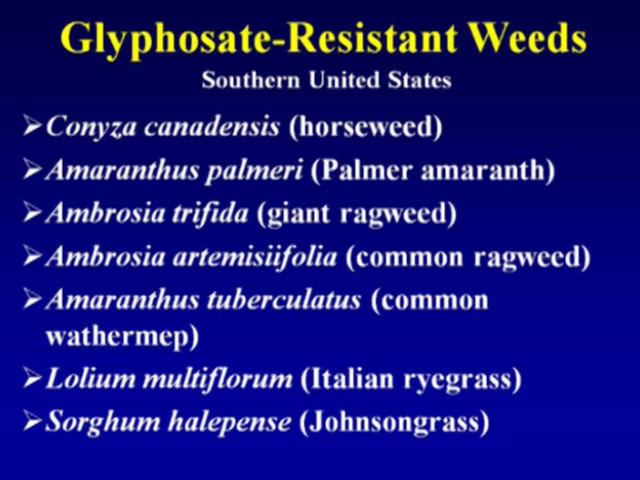 Glyphosate-Resistant Weeds
Southern United States
➢Conyza canadensis (horseweed)
➢Amaranthus palmeri (Palmer amaranth)
➢Ambrosia trifida (giant ragweed)
➢Ambrosia artemisiifolia (common ragweed)
➢Amaranthus tuberculatus (common
wathermep)
➢Lolium multiflorum (Italian ryegrass)
➢Sorghum halepense (Johnsongrass)